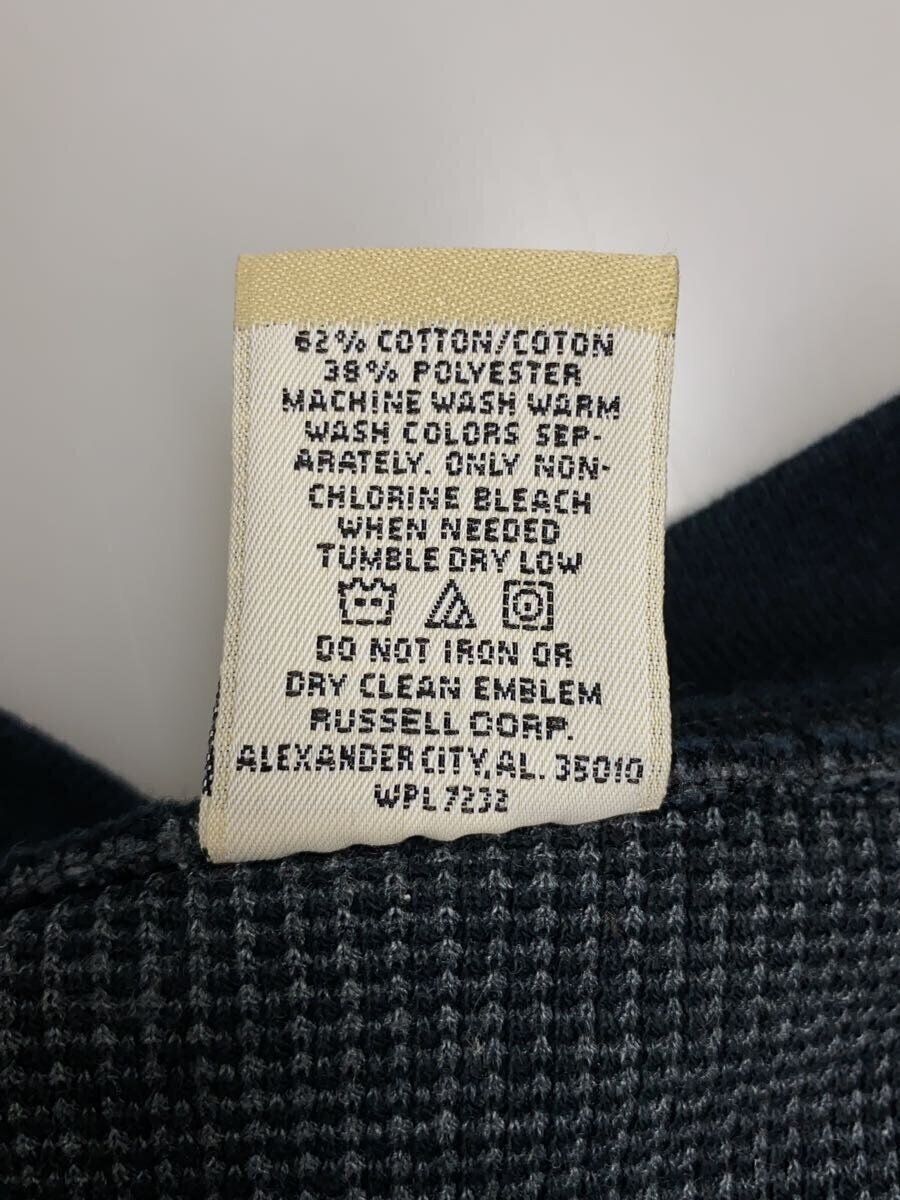 62% COTTON/COTON
38% POLYESTER
MACHINE WASH WARM
WASH COLORS SEP-
ARATELY. ONLY NON-
CHLORINE BLEACH
WHEN NEEDED
TUMBLE DRY LOW
DO NOT IRON OR
DRY CLEAN EMBLEM
RUSSELL CORP.
ALEXANDER CITY, AL. 35010
WPL 7232